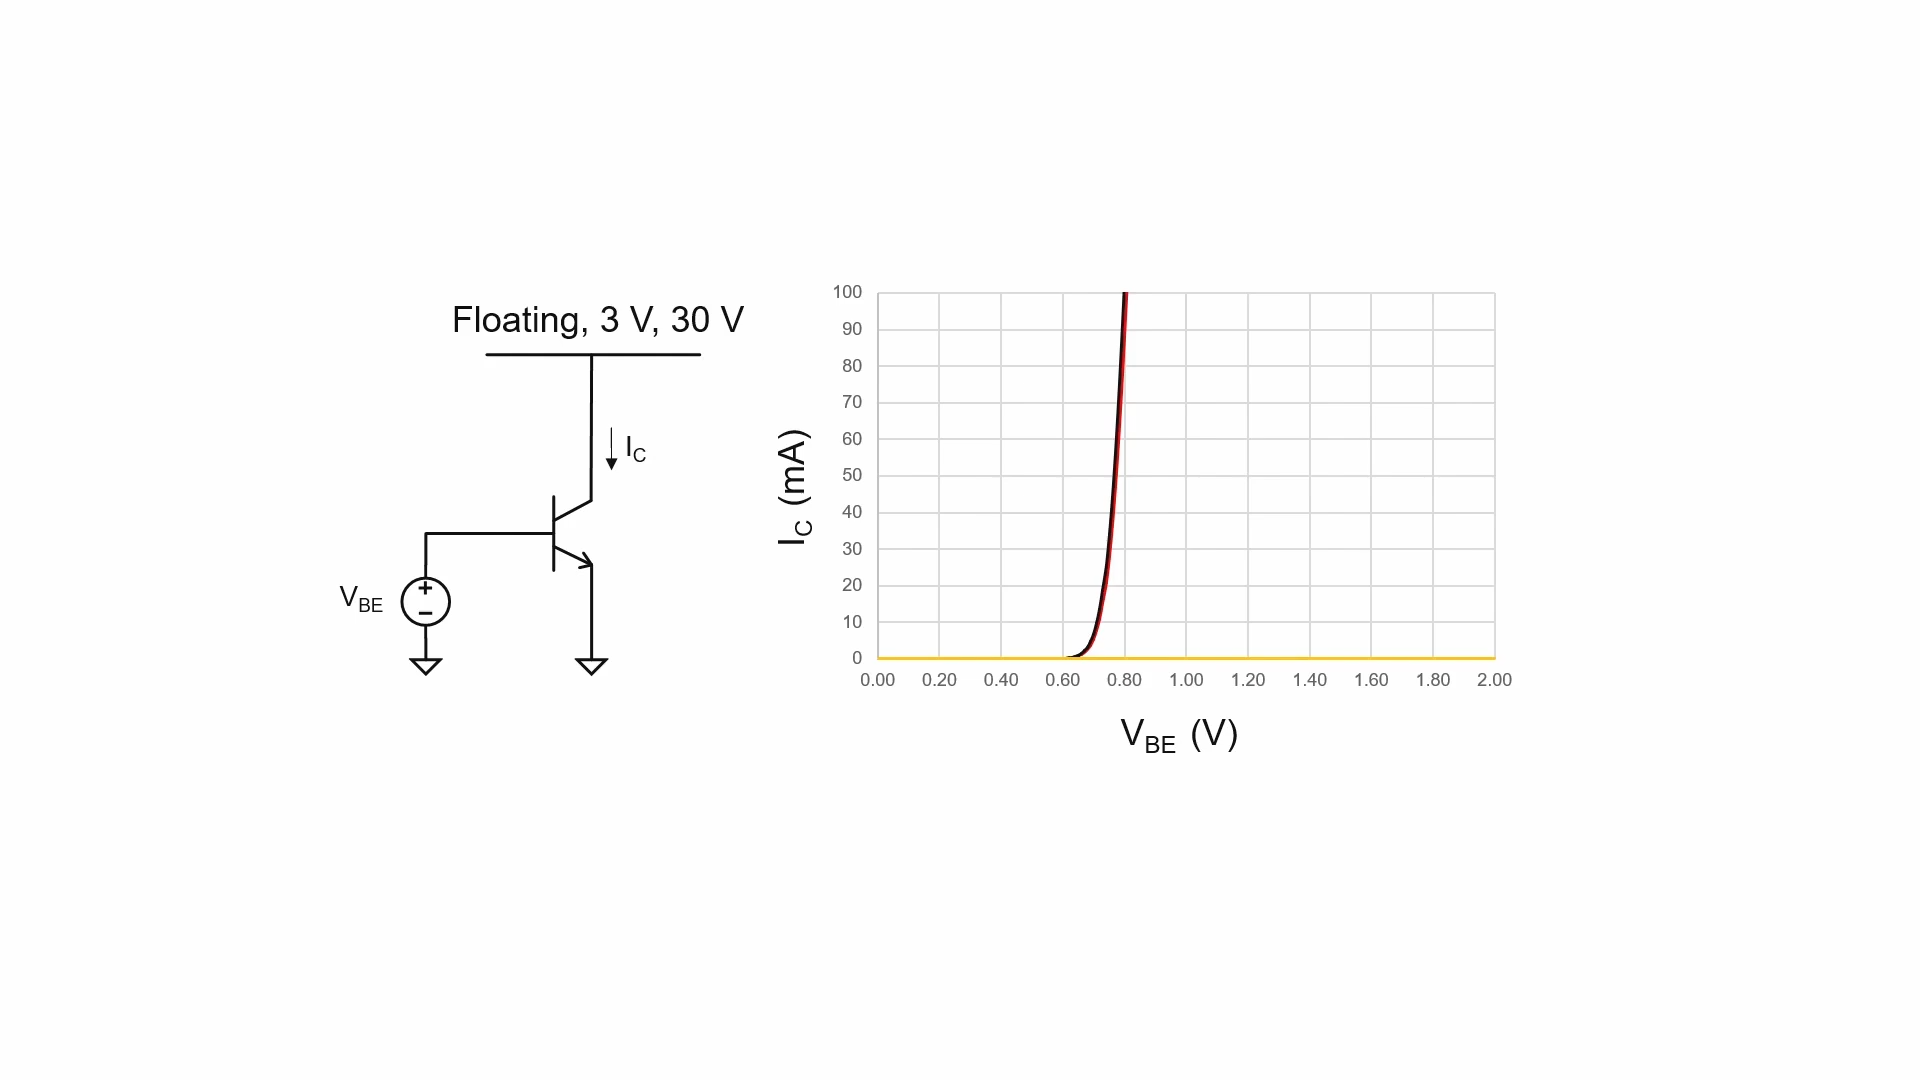 Floating, 3 V, 30 V
I_C
V_BE
+
−
I_C (mA)
100
90
80
70
60
50
40
30
20
10
0
0.00 0.20 0.40 0.60 0.80 1.00 1.20 1.40 1.60 1.80 2.00
V_BE (V)